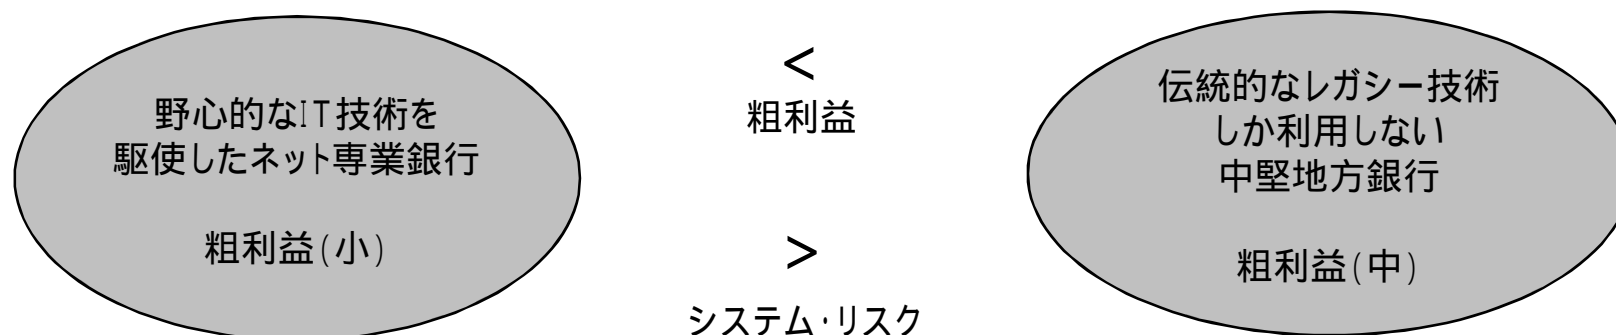 野心的なIT技術を
駆使したネット専業銀行
粗利益(小)
<
粗利益
>
システム・リスク
伝統的なレガシー技術
しか利用しない
中堅地方銀行
粗利益(中)